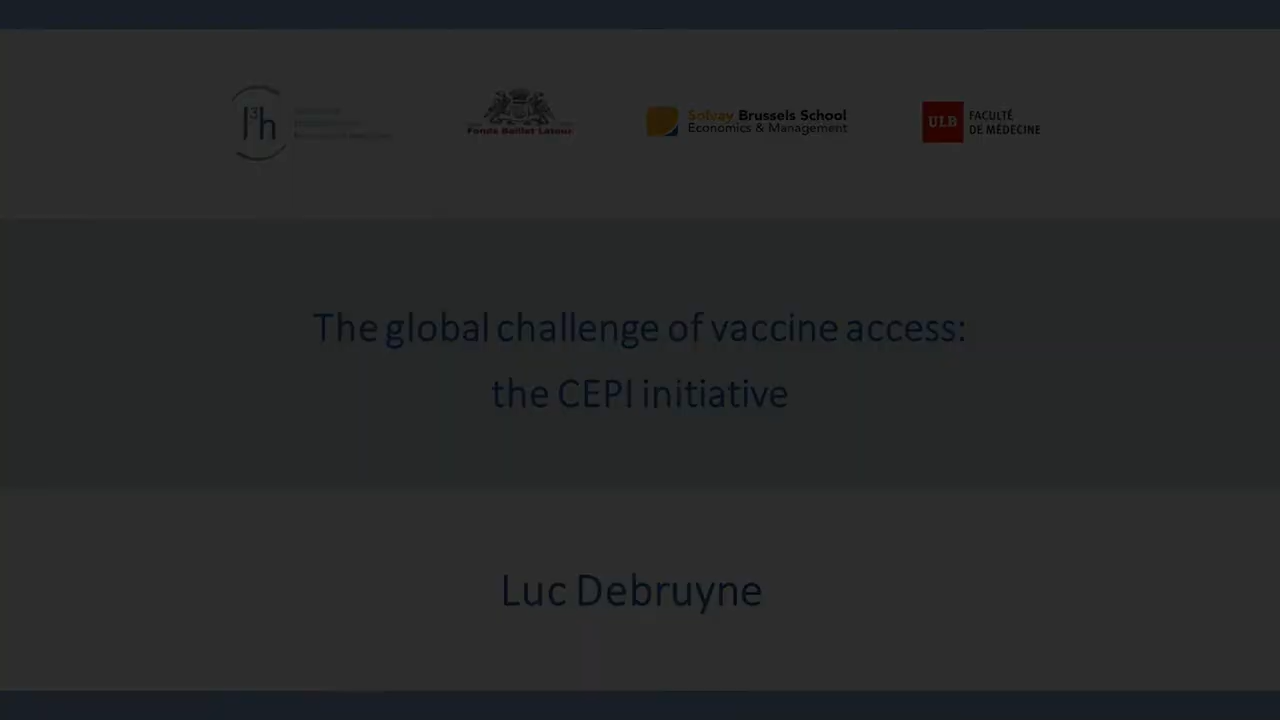 I³h
Fonds Baillet Latour
Solvay Brussels School
Economics & Management
ULB
FACULTÉ
DE MÉDECINE
The global challenge of vaccine access:
the CEPI initiative
Luc Debruyne